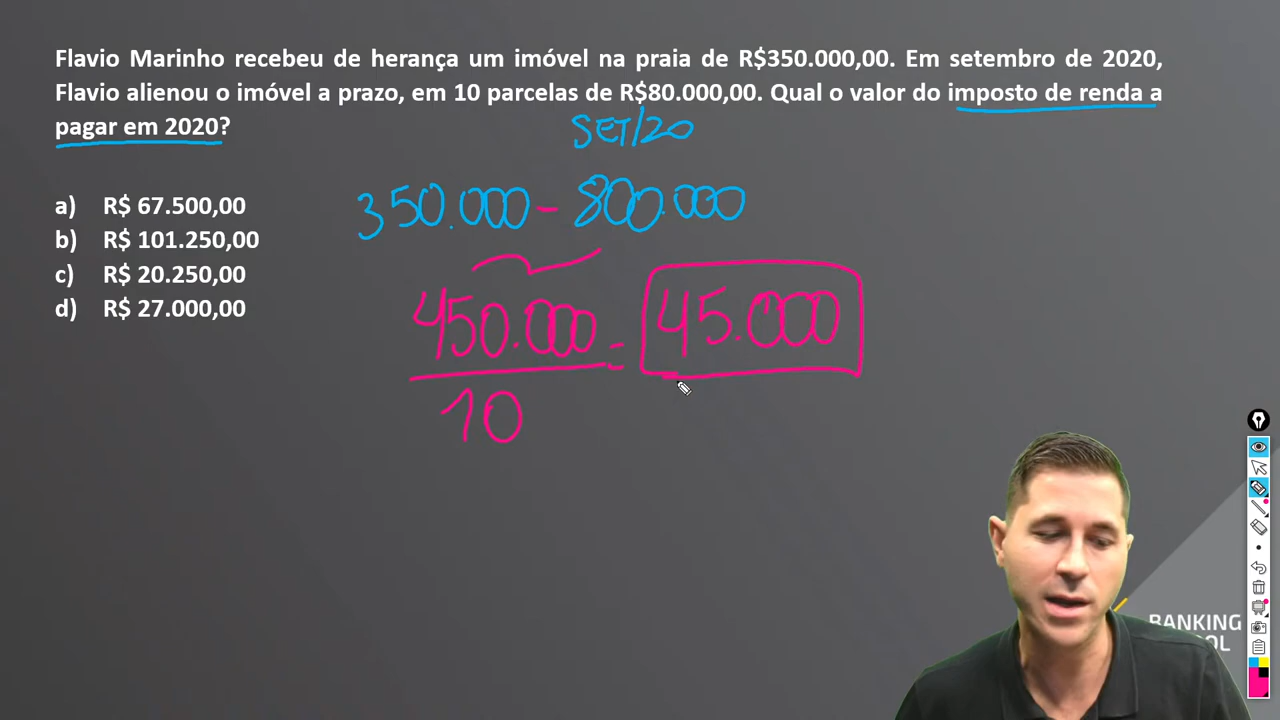 Flavio Marinho recebeu de herança um imóvel na praia de R$350.000,00. Em setembro de 2020,
Flavio alienou o imóvel a prazo, em 10 parcelas de R$80.000,00. Qual o valor do imposto de renda a
pagar em 2020?
SET/20
a) R$ 67.500,00
b) R$ 101.250,00
c) R$ 20.250,00
d) R$ 27.000,00
350.000 - 800.000
450.000 = 45.000
10
BANKING